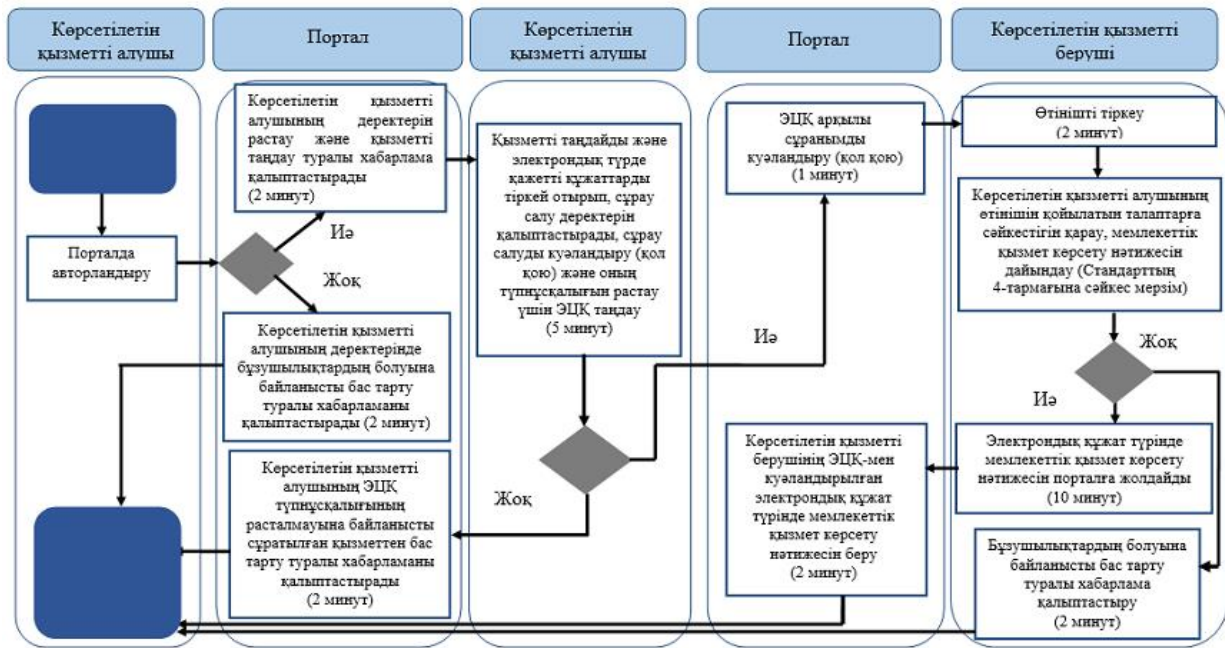 Көрсетілетін
қызметті алушы
Портал
Көрсетілетін
қызметті алушы
Портал
Көрсетілетін қызметті
беруші
Порталда
авторландыру
Көрсетілетін қызметті
алушының деректерін
растау және қызметті
таңдау туралы хабарлама
қалыптастырады
(2 минут)
Иә
Жоқ
Көрсетілетін қызметті
алушының деректерінде
бұзушылықтардың болуына
байланысты бас тарту
туралы хабарламаны
қалыптастырады (2 минут)
Көрсетілетін қызметті
алушының ЭЦҚ
түпнұсқалығының
расталмауына байланысты
сұратылған қызметтен бас
тарту туралы хабарламаны
қалыптастырады
(2 минут)
Қызметті таңдайды және
электрондық түрде
қажетті құжаттарды
тіркей отырып, сұрау
салу деректерін
қалыптастырады, сұрау
салуды куәландыру (қол
қою) және оның
түпнұсқалығын растау
үшін ЭЦҚ таңдау
(5 минут)
Иә
Жоқ
ЭЦҚ арқылы
сұранымды
куәландыру (қол қою)
(1 минут)
Көрсетілетін қызметті
берушінің ЭЦҚ-мен
куәландырылған
электрондық құжат
түрінде мемлекеттік
қызмет көрсету
нәтижесін беру
(2 минут)
Өтінішті тіркеу
(2 минут)
Көрсетілетін қызметті алушының
өтінішін қойылатын талаптарға
сәйкестігін қарау, мемлекеттік
қызмет көрсету нәтижесін
дайындау (Стандарттың
4-тармағына сәйкес мерзім)
Жоқ
Иә
Электрондық құжат түрінде
мемлекеттік қызмет көрсету
нәтижесін порталға жолдайды
(10 минут)
Бұзушылықтардың болуына
байланысты бас тарту
туралы хабарлама
қалыптастыру
(2 минут)